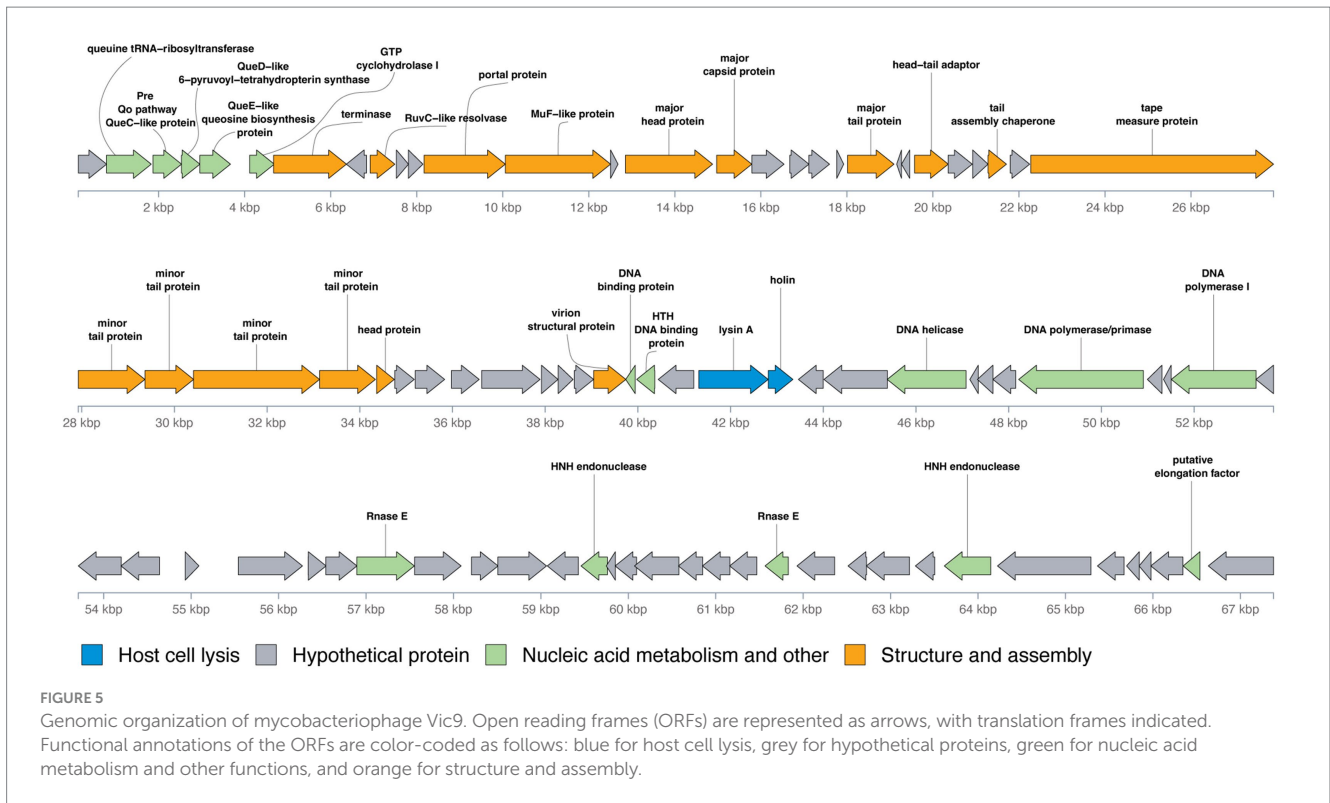 queuine tRNA–ribosyltransferase
QueD–like
6–pyruvoyl–tetrahydropterin synthase
GTP
cyclohydrolase I
Pre
Qo pathway
QueC–like protein
QueE–like
queosine biosynthesis
protein
terminase
RuvC–like resolvase
portal protein
MuF–like protein
major
head protein
major
capsid protein
major
tail protein
head–tail adaptor
tail
assembly chaperone
tape
measure protein
2 kbp 4 kbp 6 kbp 8 kbp 10 kbp 12 kbp 14 kbp 16 kbp 18 kbp 20 kbp 22 kbp 24 kbp 26 kbp
minor
tail protein
minor
tail protein
minor
tail protein
minor
tail protein
head protein
virion
structural protein
DNA
binding protein
HTH
DNA binding
protein
lysin A
holin
DNA helicase
DNA polymerase/primase
DNA
polymerase I
28 kbp 30 kbp 32 kbp 34 kbp 36 kbp 38 kbp 40 kbp 42 kbp 44 kbp 46 kbp 48 kbp 50 kbp 52 kbp
Rnase E
HNH endonuclease
Rnase E
HNH endonuclease
putative
elongation factor
54 kbp 55 kbp 56 kbp 57 kbp 58 kbp 59 kbp 60 kbp 61 kbp 62 kbp 63 kbp 64 kbp 65 kbp 66 kbp 67 kbp
Host cell lysis Hypothetical protein Nucleic acid metabolism and other Structure and assembly
FIGURE 5
Genomic organization of mycobacteriophage Vic9. Open reading frames (ORFs) are represented as arrows, with translation frames indicated.
Functional annotations of the ORFs are color-coded as follows: blue for host cell lysis, grey for hypothetical proteins, green for nucleic acid
metabolism and other functions, and orange for structure and assembly.